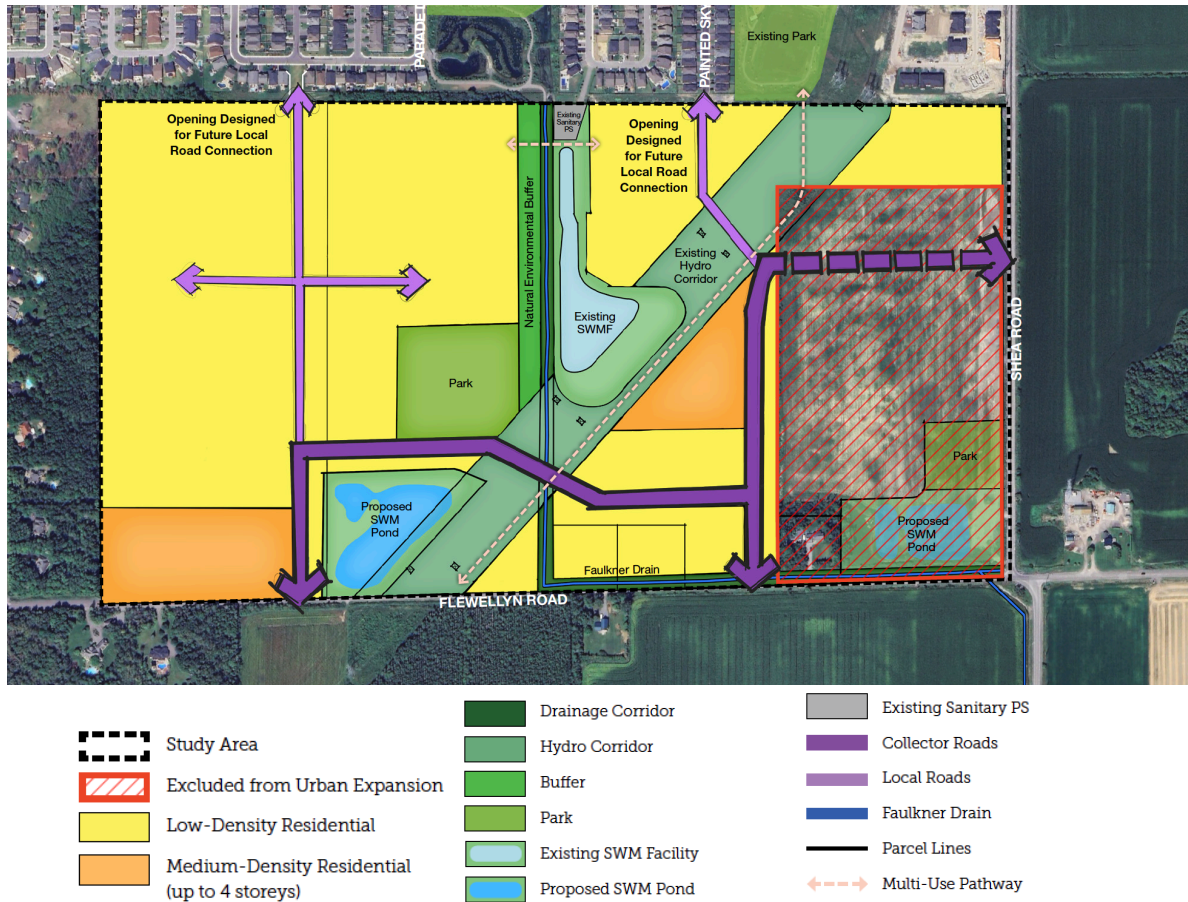 PARADE
PAINTED SKY
Existing Park
Opening Designed
for Future Local
Road Connection
Existing
Sanitary
PS
Opening
Designed
for Future
Local Road
Connection
Natural Environmental Buffer
Existing
Hydro
Corridor
Existing
SWMF
SHEA ROAD
Park
Park
Proposed
SWM
Pond
Proposed
SWM
Pond
Faulkner Drain
FLEWELLYN ROAD
Study Area
Excluded from Urban Expansion
Low-Density Residential
Medium-Density Residential
(up to 4 storeys)
Drainage Corridor
Hydro Corridor
Buffer
Park
Existing SWM Facility
Proposed SWM Pond
Existing Sanitary PS
Collector Roads
Local Roads
Faulkner Drain
Parcel Lines
Multi-Use Pathway